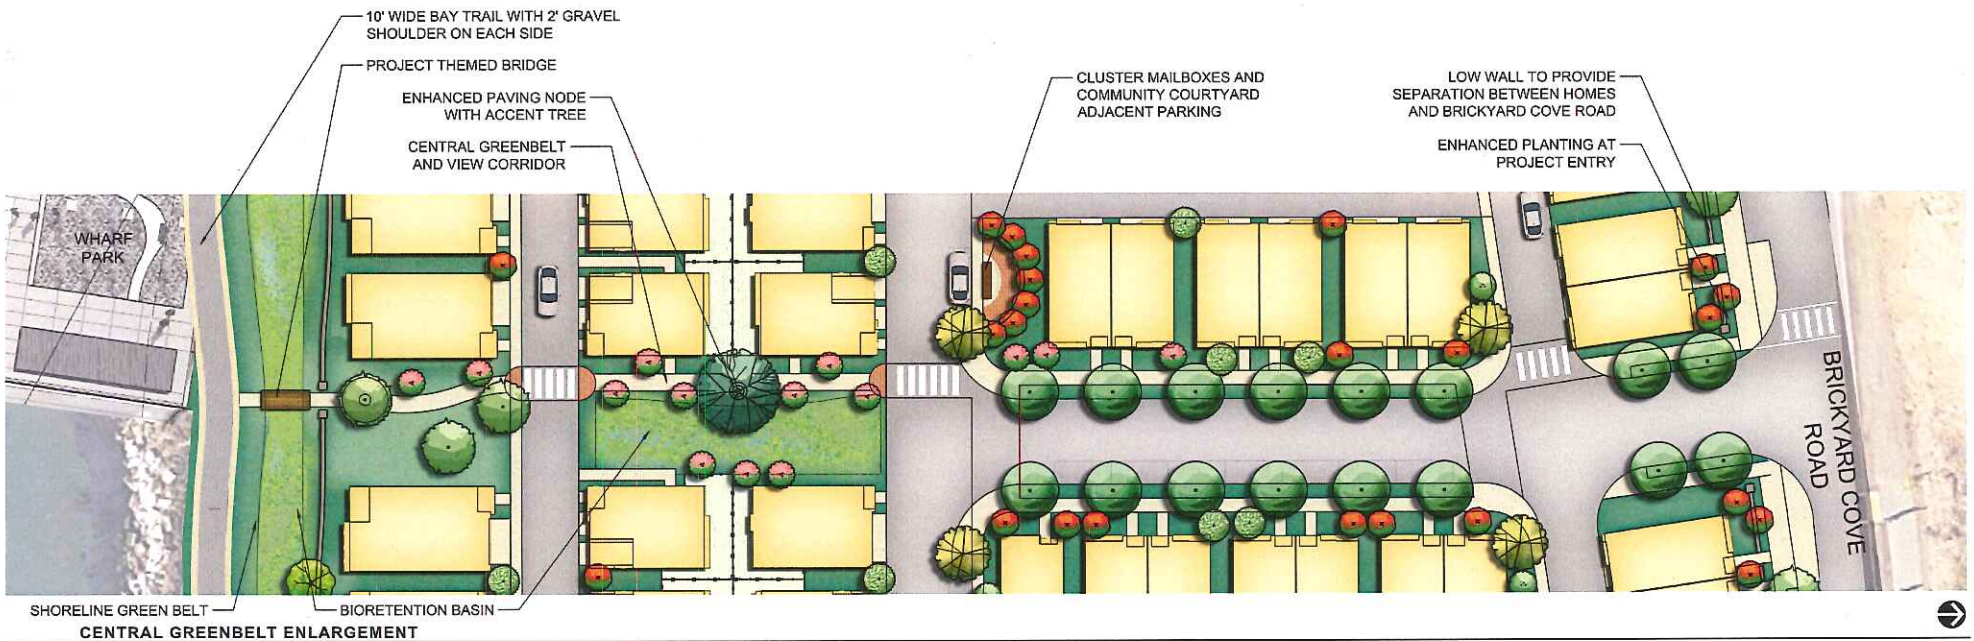 10' WIDE BAY TRAIL WITH 2' GRAVEL
SHOULDER ON EACH SIDE
PROJECT THEMED BRIDGE
ENHANCED PAVING NODE
WITH ACCENT TREE
CENTRAL GREENBELT
AND VIEW CORRIDOR
CLUSTER MAILBOXES AND
COMMUNITY COURTYARD
ADJACENT PARKING
LOW WALL TO PROVIDE
SEPARATION BETWEEN HOMES
AND BRICKYARD COVE ROAD
ENHANCED PLANTING AT
PROJECT ENTRY
WHARF
PARK
BRICKYARD COVE
ROAD
SHORELINE GREEN BELT
BIORETENTION BASIN
CENTRAL GREENBELT ENLARGEMENT